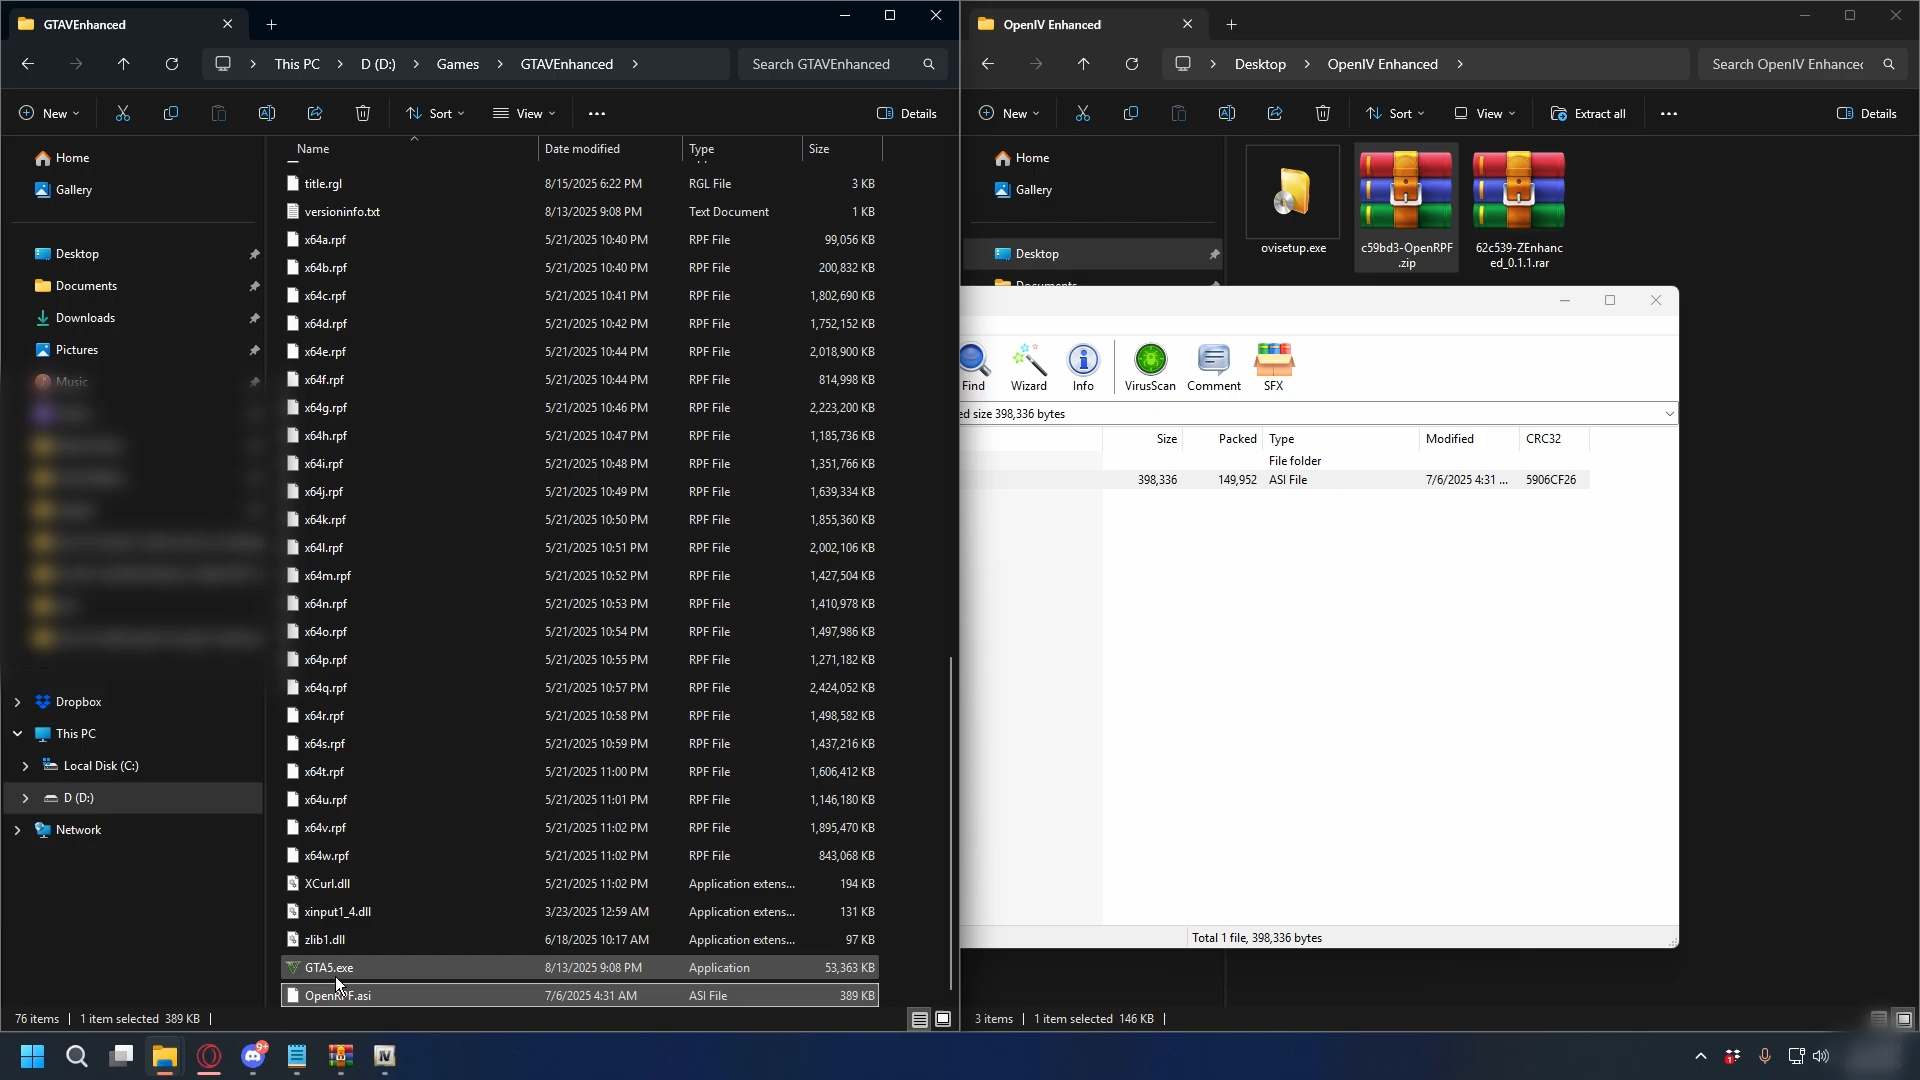 GTAVEnhanced
This PC
D (D:)
Games
GTAVEnhanced
Search GTAVEnhanced
New
Sort
View
Details
Home
Gallery
Desktop
Documents
Downloads
Pictures
Music
Dropbox
This PC
Local Disk (C:)
D (D:)
Network
Name Date modified Type Size
title.rgl 8/15/2025 6:22 PM RGL File 3 KB
versioninfo.txt 8/13/2025 9:08 PM Text Document 1 KB
x64a.rpf 5/21/2025 10:40 PM RPF File 99,056 KB
x64b.rpf 5/21/2025 10:40 PM RPF File 200,832 KB
x64c.rpf 5/21/2025 10:41 PM RPF File 1,802,690 KB
x64d.rpf 5/21/2025 10:42 PM RPF File 1,752,152 KB
x64e.rpf 5/21/2025 10:44 PM RPF File 2,018,900 KB
x64f.rpf 5/21/2025 10:44 PM RPF File 814,998 KB
x64g.rpf 5/21/2025 10:46 PM RPF File 2,223,200 KB
x64h.rpf 5/21/2025 10:47 PM RPF File 1,185,736 KB
x64i.rpf 5/21/2025 10:48 PM RPF File 1,351,766 KB
x64j.rpf 5/21/2025 10:49 PM RPF File 1,639,334 KB
x64k.rpf 5/21/2025 10:50 PM RPF File 1,855,360 KB
x64l.rpf 5/21/2025 10:51 PM RPF File 2,002,106 KB
x64m.rpf 5/21/2025 10:52 PM RPF File 1,427,504 KB
x64n.rpf 5/21/2025 10:53 PM RPF File 1,410,978 KB
x64o.rpf 5/21/2025 10:54 PM RPF File 1,497,986 KB
x64p.rpf 5/21/2025 10:55 PM RPF File 1,271,182 KB
x64q.rpf 5/21/2025 10:57 PM RPF File 2,424,052 KB
x64r.rpf 5/21/2025 10:58 PM RPF File 1,498,582 KB
x64s.rpf 5/21/2025 10:59 PM RPF File 1,437,216 KB
x64t.rpf 5/21/2025 11:00 PM RPF File 1,606,412 KB
x64u.rpf 5/21/2025 11:01 PM RPF File 1,146,180 KB
x64v.rpf 5/21/2025 11:02 PM RPF File 1,895,470 KB
x64w.rpf 5/21/2025 11:02 PM RPF File 843,068 KB
XCurl.dll 5/21/2025 11:02 PM Application extens... 194 KB
xinput1_4.dll 3/23/2025 12:59 AM Application extens... 131 KB
zlib1.dll 6/18/2025 10:17 AM Application extens... 97 KB
GTA5.exe 8/13/2025 9:08 PM Application 53,363 KB
OpenRPF.asi 7/6/2025 4:31 AM ASI File 389 KB
76 items 1 item selected 389 KB
OpenIV Enhanced
Desktop
OpenIV Enhanced
Search OpenIV Enhancec
New
Sort
View
Extract all
Details
Home
Gallery
Desktop
Documents
ovisetup.exe
c59bd3-OpenRPF
.zip
62c539-ZEnhanc
ed_0.1.1.rar
Find Wizard Info VirusScan Comment SFX
ed size 398,336 bytes
Size Packed Type Modified CRC32
File folder
398,336 149,952 ASI File 7/6/2025 4:31 ... 5906CF26
Total 1 file, 398,336 bytes
3 items 1 item selected 146 KB
9+
IV
1